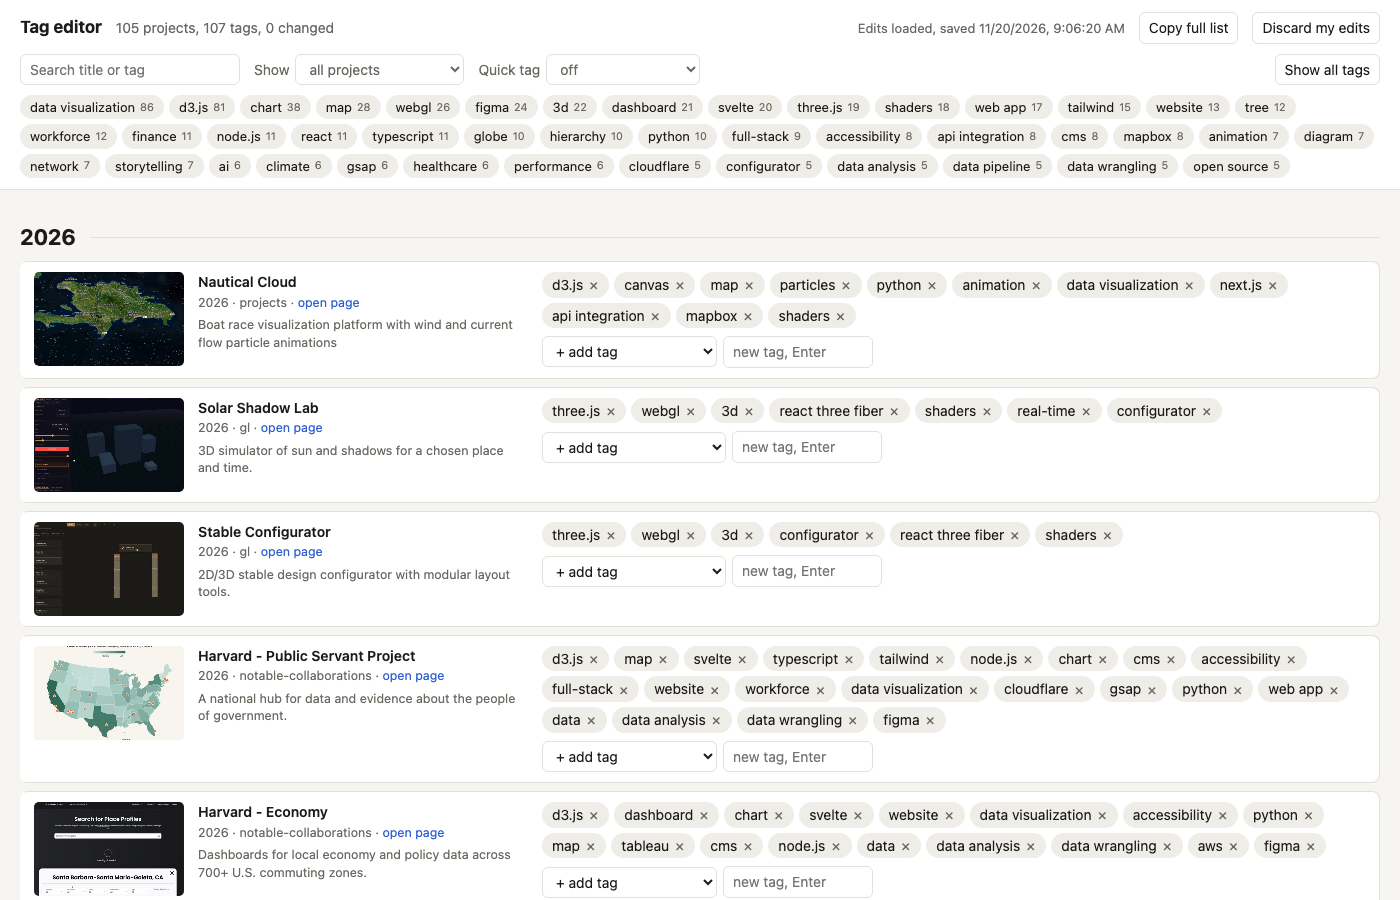 Tag editor 105 projects, 107 tags, 0 changed Edits loaded, saved 11/20/2026, 9:06:20 AM Copy full list Discard my edits
Search title or tag Show all projects Quick tag off Show all tags
data visualization 86 d3.js 81 chart 38 map 28 webgl 26 figma 24 3d 22 dashboard 21 svelte 20 three.js 19 shaders 18 web app 17 tailwind 15 website 13 tree 12
workforce 12 finance 11 node.js 11 react 11 typescript 11 globe 10 hierarchy 10 python 10 full-stack 9 accessibility 8 api integration 8 cms 8 mapbox 8 animation 7 diagram 7
network 7 storytelling 7 ai 6 climate 6 gsap 6 healthcare 6 performance 6 cloudflare 5 configurator 5 data analysis 5 data pipeline 5 data wrangling 5 open source 5
2026
Nautical Cloud
2026 · projects · open page
Boat race visualization platform with wind and current
flow particle animations
d3.js × canvas × map × particles × python × animation × data visualization × next.js ×
api integration × mapbox × shaders ×
+ add tag new tag, Enter
Solar Shadow Lab
2026 · gl · open page
3D simulator of sun and shadows for a chosen place
and time.
three.js × webgl × 3d × react three fiber × shaders × real-time × configurator ×
+ add tag new tag, Enter
Stable Configurator
2026 · gl · open page
2D/3D stable design configurator with modular layout
tools.
three.js × webgl × 3d × configurator × react three fiber × shaders ×
+ add tag new tag, Enter
Harvard - Public Servant Project
2026 · notable-collaborations · open page
A national hub for data and evidence about the people
of government.
d3.js × map × svelte × typescript × tailwind × node.js × chart × cms × accessibility ×
full-stack × website × workforce × data visualization × cloudflare × gsap × python × web app ×
data × data analysis × data wrangling × figma ×
+ add tag new tag, Enter
Search for Place Profiles
Santa Barbara-Santa Maria-Goleta, CA
Harvard - Economy
2026 · notable-collaborations · open page
Dashboards for local economy and policy data across
700+ U.S. commuting zones.
d3.js × dashboard × chart × svelte × website × data visualization × accessibility × python ×
map × tableau × cms × node.js × data × data analysis × data wrangling × aws × figma ×
+ add tag new tag, Enter